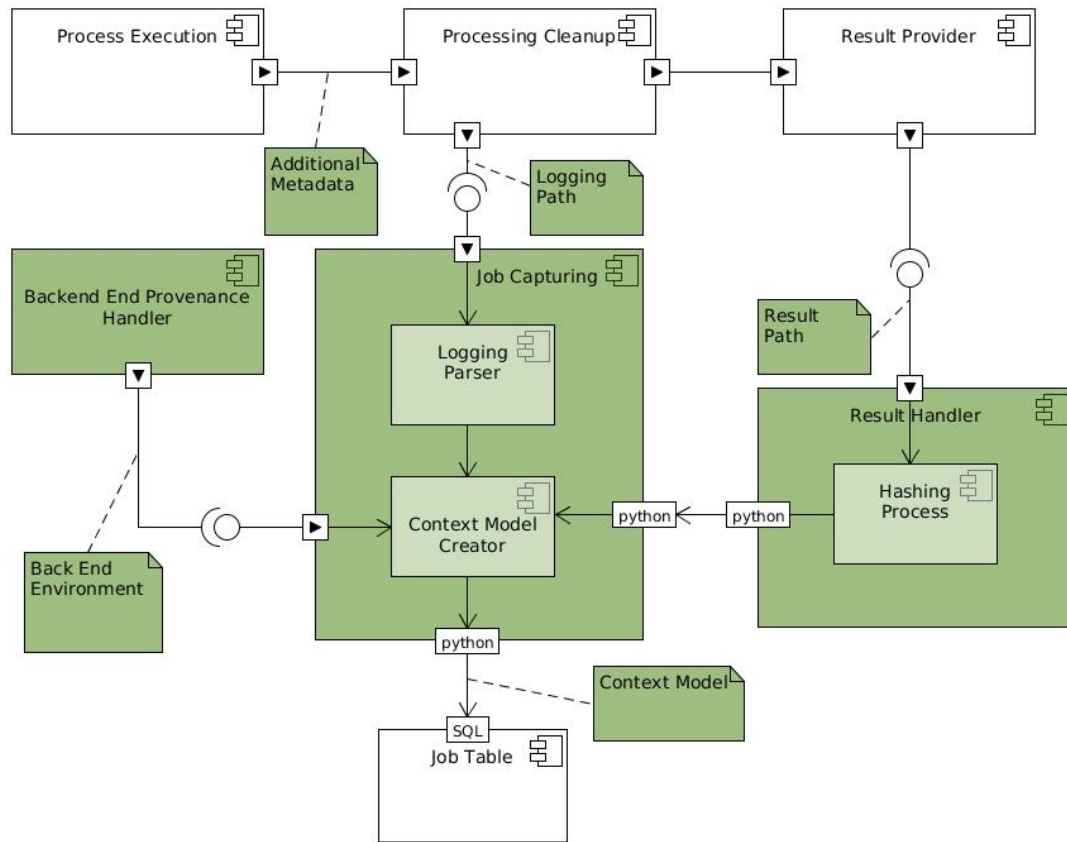 Process Execution
Processing Cleanup
Result Provider
Additional
Metadata
Logging
Path
Backend End Provenance
Handler
Job Capturing
Result
Path
Logging
Parser
Result Handler
Hashing
Process
Context Model
Creator
python
python
Back End
Environment
python
Context Model
SQL
Job Table